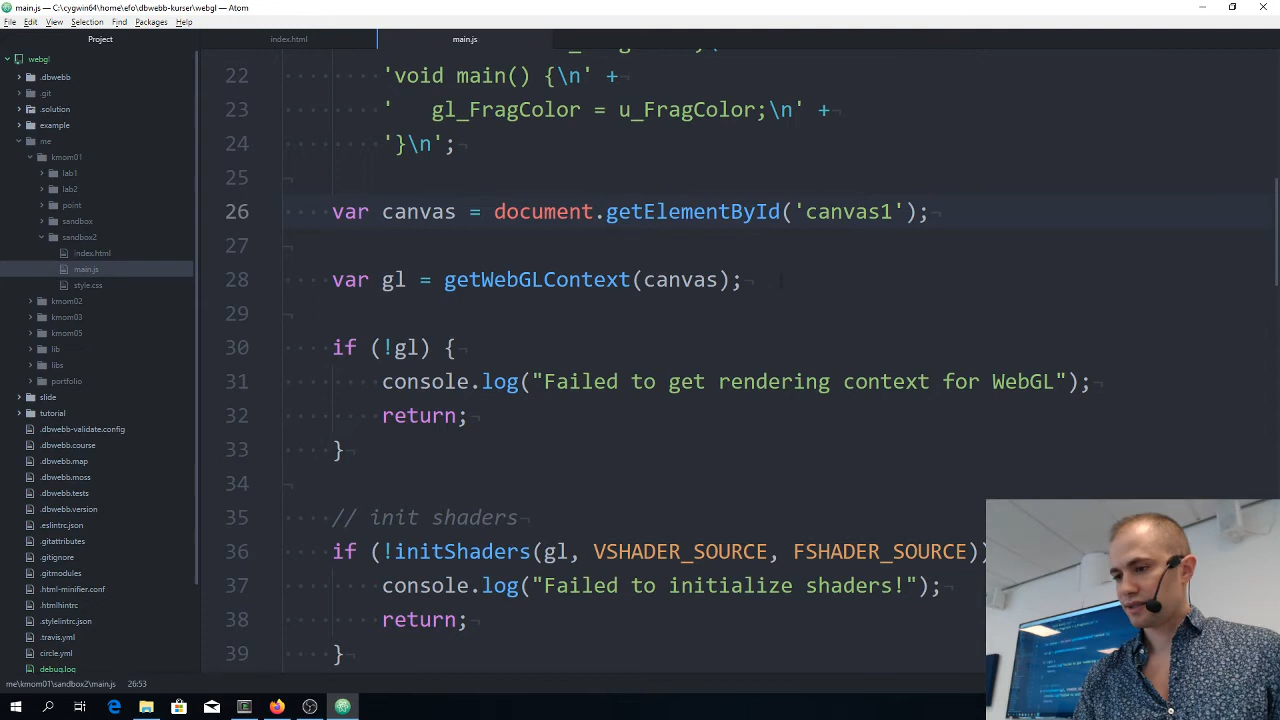 main.js — C:\cygwin64\home\efo\dbwebb-kurser\webgl — Atom
File Edit View Selection Find Packages Help
Project
index.html
main.js
webgl
.dbwebb
.git
.solution
example
me
kmom01
lab1
lab2
point
sandbox
sandbox2
index.html
main.js
style.css
kmom02
kmom03
kmom05
lib
libs
portfolio
slide
tutorial
.dbwebb-validate.config
.dbwebb.course
.dbwebb.map
.dbwebb.moss
.dbwebb.tests
.dbwebb.version
.eslintrc.json
.gitattributes
.gitignore
.gitmodules
.html-minifier.conf
.htmlhintrc
.stylelintrc.json
.travis.yml
circle.yml
debug.log
22 'void main() {\n' +
23 ' gl_FragColor = u_FragColor;\n' +
24 '}\n';
25
26 var canvas = document.getElementById('canvas1');
27
28 var gl = getWebGLContext(canvas);
29
30 if (!gl) {
31 console.log("Failed to get rendering context for WebGL");
32 return;
33 }
34
35 // init shaders
36 if (!initShaders(gl, VSHADER_SOURCE, FSHADER_SOURCE))
37 console.log("Failed to initialize shaders!");
38 return;
39 }
me\kmom01\sandbox2\main.js 26:53